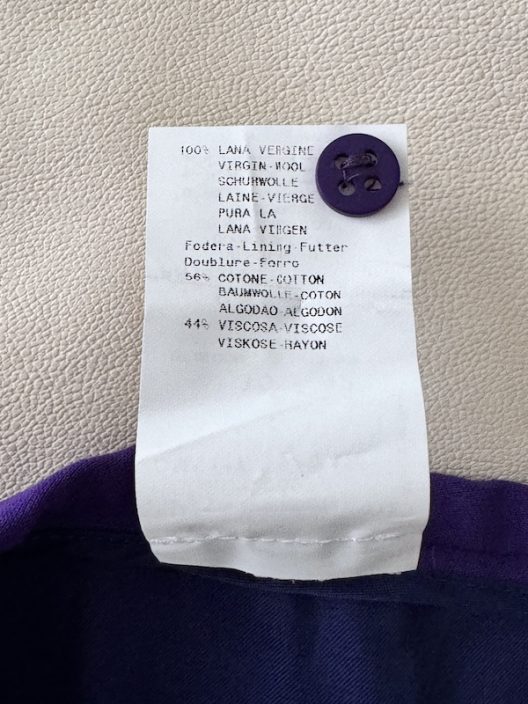 100% LANA VERGINE
VIRGIN-WOOL
SCHURWOLLE
LAINE-VIERGE
PURA LA
LANA VIRGEN
Fodera-Lining-Futter
Doublure-Forro
56% COTONE-COTTON
BAUMWOLLE-COTON
ALGODAO-ALGODON
44% VISCOSA-VISCOSE
VISKOSE-RAYON